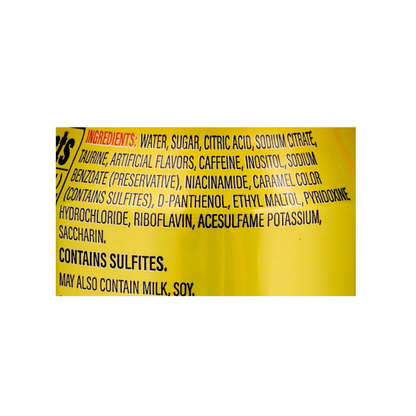 INGREDIENTS: WATER, SUGAR, CITRIC ACID, SODIUM CITRATE,
TAURINE, ARTIFICIAL FLAVORS, CAFFEINE, INOSITOL, SODIUM
BENZOATE (PRESERVATIVE), NIACINAMIDE, CARAMEL COLOR
(CONTAINS SULFITES), D-PANTHENOL, ETHYL MALTOL, PYRIDOXINE
HYDROCHLORIDE, RIBOFLAVIN, ACESULFAME POTASSIUM,
SACCHARIN.
CONTAINS SULFITES.
MAY ALSO CONTAIN MILK, SOY.